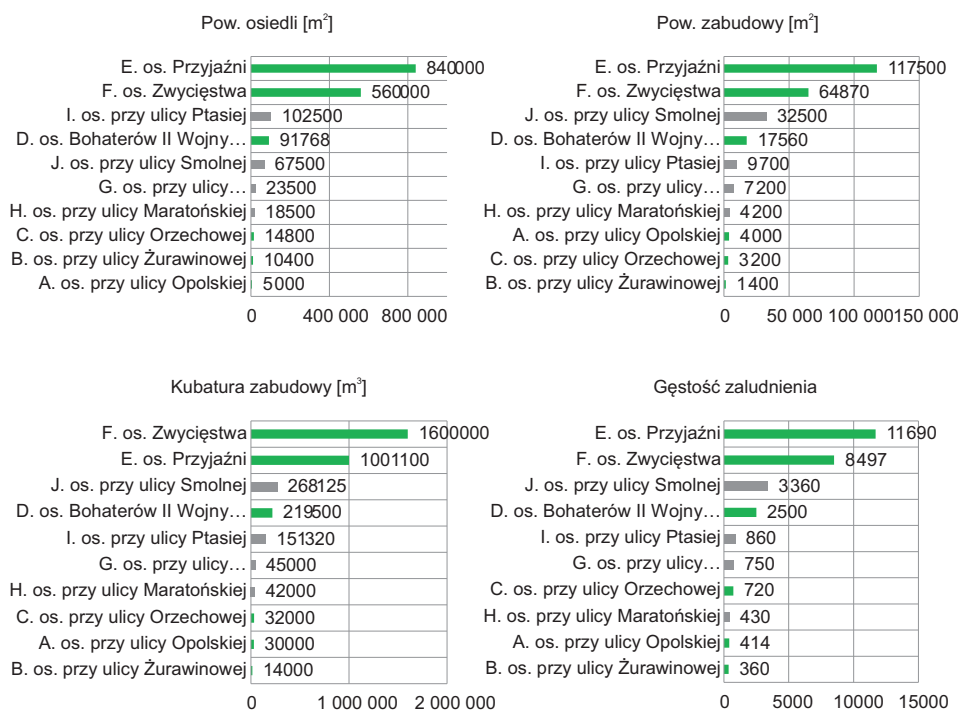 Pow. osiedli [m²]
E. os. Przyjaźni 840000
F. os. Zwycięstwa 560000
I. os. przy ulicy Ptasiej 102500
D. os. Bohaterów II Wojny… 91768
J. os. przy ulicy Smolnej 67500
G. os. przy ulicy… 23500
H. os. przy ulicy Maratońskiej 18500
C. os. przy ulicy Orzechowej 14800
B. os. przy ulicy Żurawinowej 10400
A. os. przy ulicy Opolskiej 5000
0 400 000 800 000
Pow. zabudowy [m²]
E. os. Przyjaźni 117500
F. os. Zwycięstwa 64870
J. os. przy ulicy Smolnej 32500
D. os. Bohaterów II Wojny… 17560
I. os. przy ulicy Ptasiej 9700
G. os. przy ulicy… 7200
H. os. przy ulicy Maratońskiej 4200
A. os. przy ulicy Opolskiej 4000
C. os. przy ulicy Orzechowej 3200
B. os. przy ulicy Żurawinowej 1400
0 50 000 100 000 150 000
Kubatura zabudowy [m³]
F. os. Zwycięstwa 1600000
E. os. Przyjaźni 1001100
J. os. przy ulicy Smolnej 268125
D. os. Bohaterów II Wojny… 219500
I. os. przy ulicy Ptasiej 151320
G. os. przy ulicy… 45000
H. os. przy ulicy Maratońskiej 42000
C. os. przy ulicy Orzechowej 32000
A. os. przy ulicy Opolskiej 30000
B. os. przy ulicy Żurawinowej 14000
0 1 000 000 2 000 000
Gęstość zaludnienia
E. os. Przyjaźni 11690
F. os. Zwycięstwa 8497
J. os. przy ulicy Smolnej 3360
D. os. Bohaterów II Wojny… 2500
I. os. przy ulicy Ptasiej 860
G. os. przy ulicy… 750
C. os. przy ulicy Orzechowej 720
H. os. przy ulicy Maratońskiej 430
A. os. przy ulicy Opolskiej 414
B. os. przy ulicy Żurawinowej 360
0 5000 10000 15000